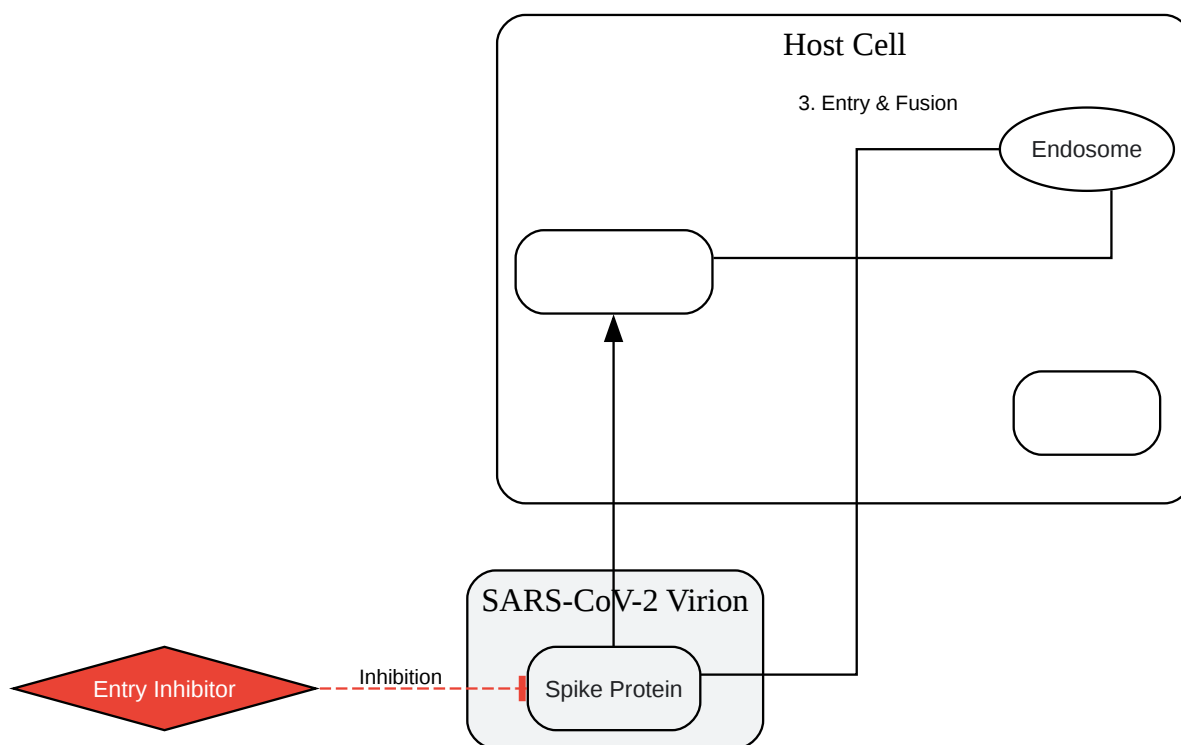 Host Cell
3. Entry & Fusion
Endosome
SARS-CoV-2 Virion
Inhibition
Entry Inhibitor
Spike Protein